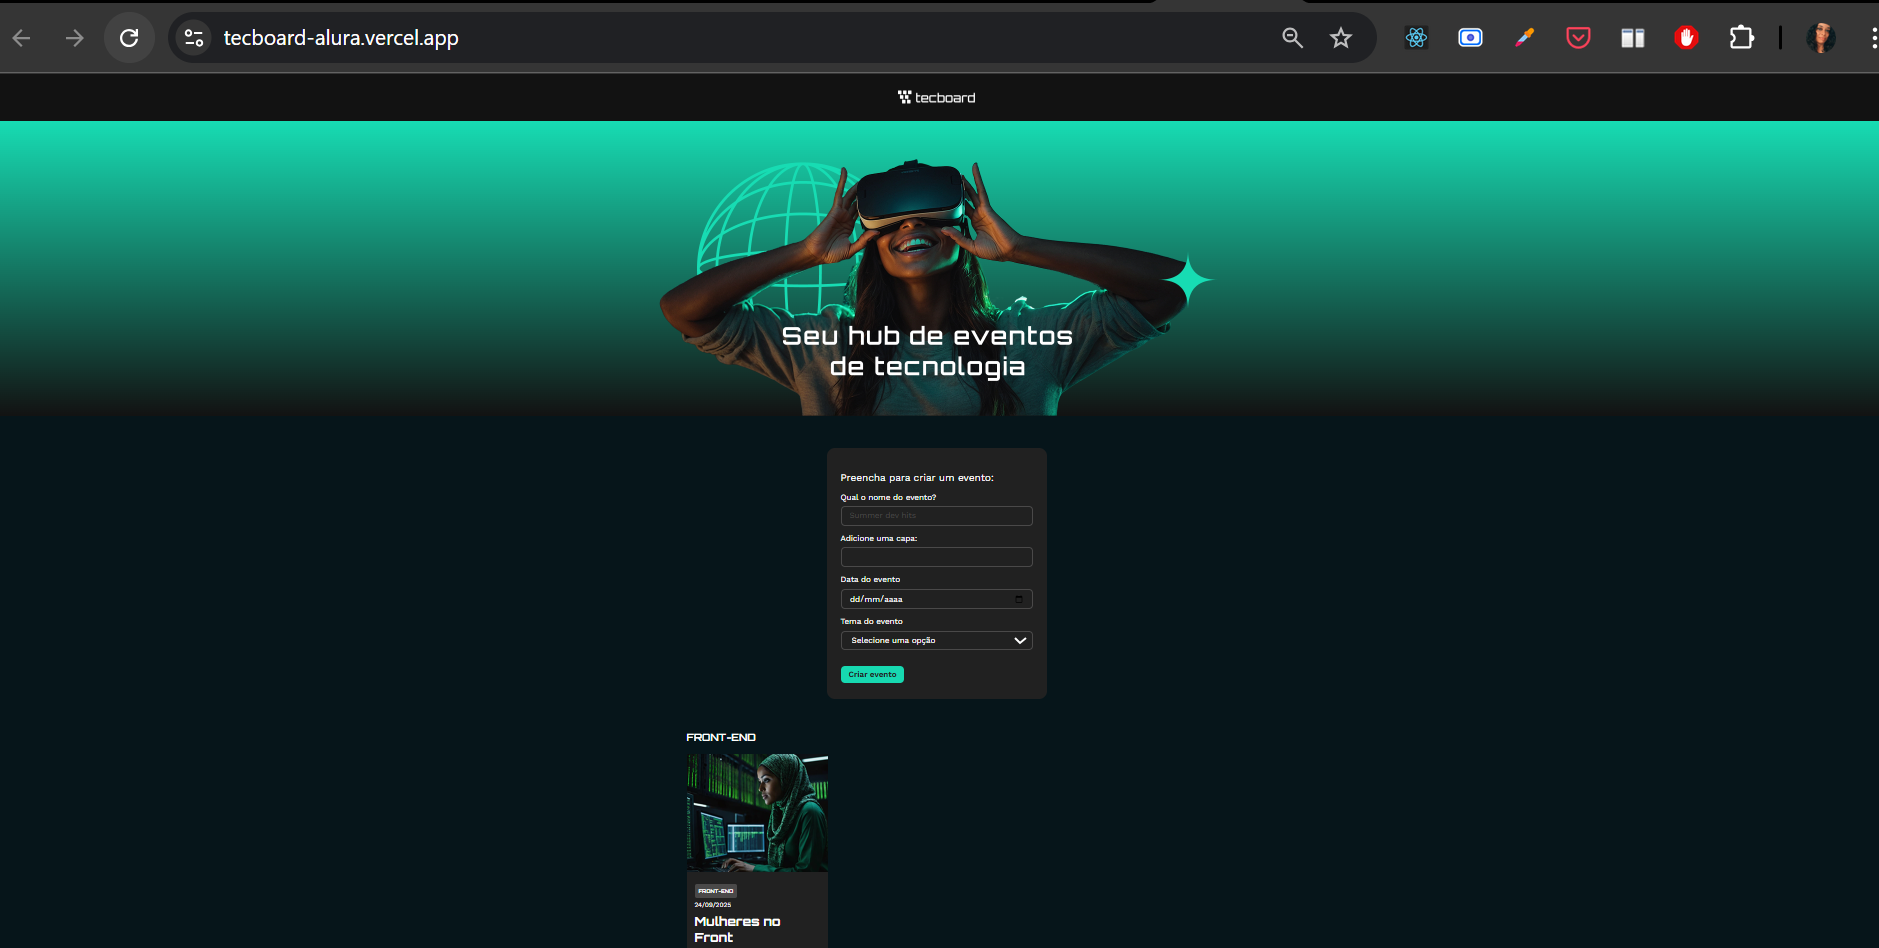 tecboard-alura.vercel.app
tecboard
Seu hub de eventos
de tecnologia
Preencha para criar um evento:
Qual o nome do evento?
Summer dev hits
Adicione uma capa:
Data do evento
dd/mm/aaaa
Tema do evento
Selecione uma opção
Criar evento
FRONT-END
FRONT-END
24/09/2025
Mulheres no
Front